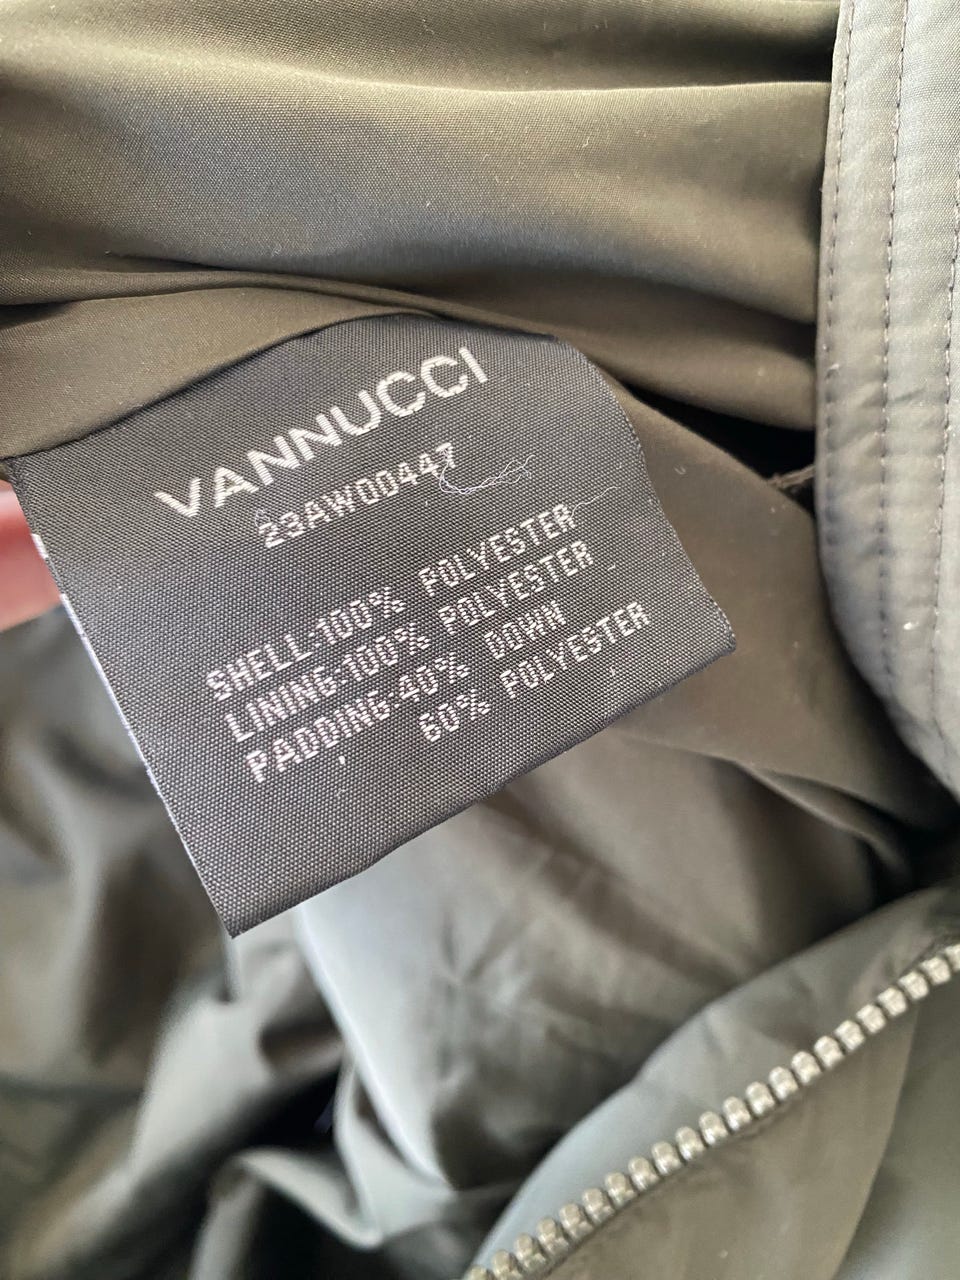 VANNUCCI
23AW00447
SHELL-100% POLYESTER
LINING-100% POLYESTER
PADDING-40% DOWN
60% POLYESTER